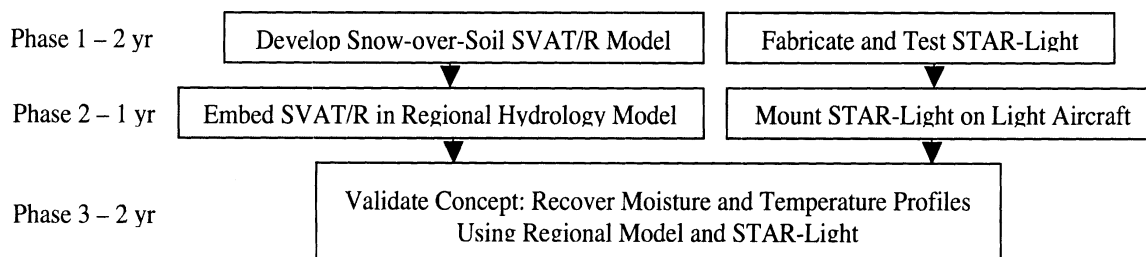 Phase 1 – 2 yr
Develop Snow-over-Soil SVAT/R Model
Fabricate and Test STAR-Light
Phase 2 – 1 yr
Embed SVAT/R in Regional Hydrology Model
Mount STAR-Light on Light Aircraft
Phase 3 – 2 yr
Validate Concept: Recover Moisture and Temperature Profiles
Using Regional Model and STAR-Light